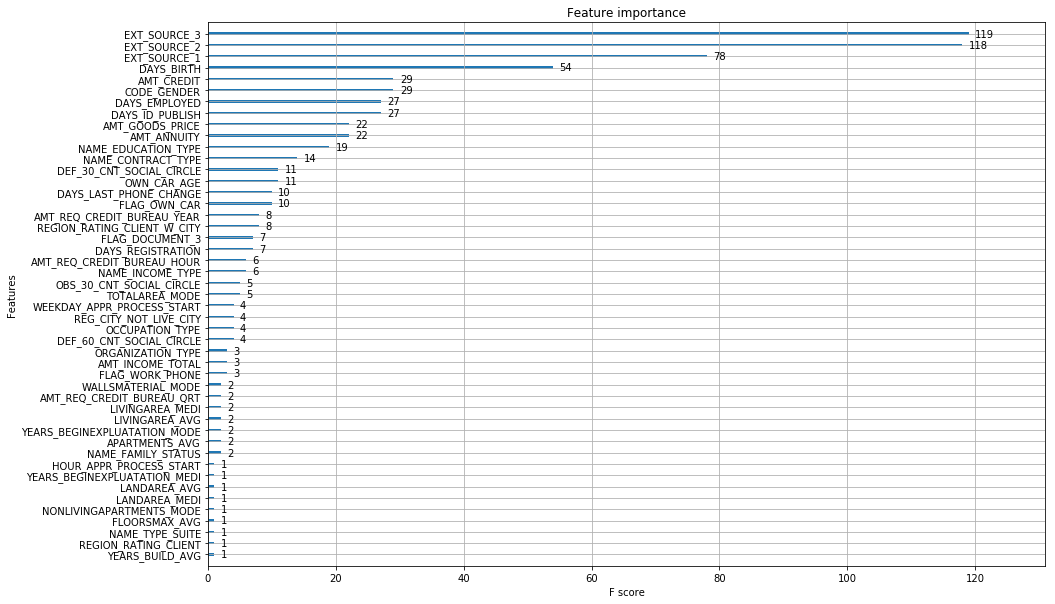 Feature importance
EXT_SOURCE_3 119
EXT_SOURCE_2 118
EXT_SOURCE_1 78
DAYS_BIRTH 54
AMT_CREDIT 29
CODE_GENDER 29
DAYS_EMPLOYED 27
DAYS_ID_PUBLISH 27
AMT_GOODS_PRICE 22
AMT_ANNUITY 22
NAME_EDUCATION_TYPE 19
NAME_CONTRACT_TYPE 14
DEF_30_CNT_SOCIAL_CIRCLE 11
OWN_CAR_AGE 11
DAYS_LAST_PHONE_CHANGE 10
FLAG_OWN_CAR 10
AMT_REQ_CREDIT_BUREAU_YEAR 8
REGION_RATING_CLIENT_W_CITY 8
FLAG_DOCUMENT_3 7
DAYS_REGISTRATION 7
AMT_REQ_CREDIT_BUREAU_HOUR 6
NAME_INCOME_TYPE 6
OBS_30_CNT_SOCIAL_CIRCLE 5
TOTALAREA_MODE 5
WEEKDAY_APPR_PROCESS_START 4
REG_CITY_NOT_LIVE_CITY 4
OCCUPATION_TYPE 4
DEF_60_CNT_SOCIAL_CIRCLE 4
ORGANIZATION_TYPE 3
AMT_INCOME_TOTAL 3
FLAG_WORK_PHONE 3
WALLSMATERIAL_MODE 2
AMT_REQ_CREDIT_BUREAU_QRT 2
LIVINGAREA_MEDI 2
LIVINGAREA_AVG 2
YEARS_BEGINEXPLUATATION_MODE 2
APARTMENTS_AVG 2
NAME_FAMILY_STATUS 2
HOUR_APPR_PROCESS_START 1
YEARS_BEGINEXPLUATATION_MEDI 1
LANDAREA_AVG 1
LANDAREA_MEDI 1
NONLIVINGAPARTMENTS_MODE 1
FLOORSMAX_AVG 1
NAME_TYPE_SUITE 1
REGION_RATING_CLIENT 1
YEARS_BUILD_AVG 1
Features
0 20 40 60 80 100 120
F score